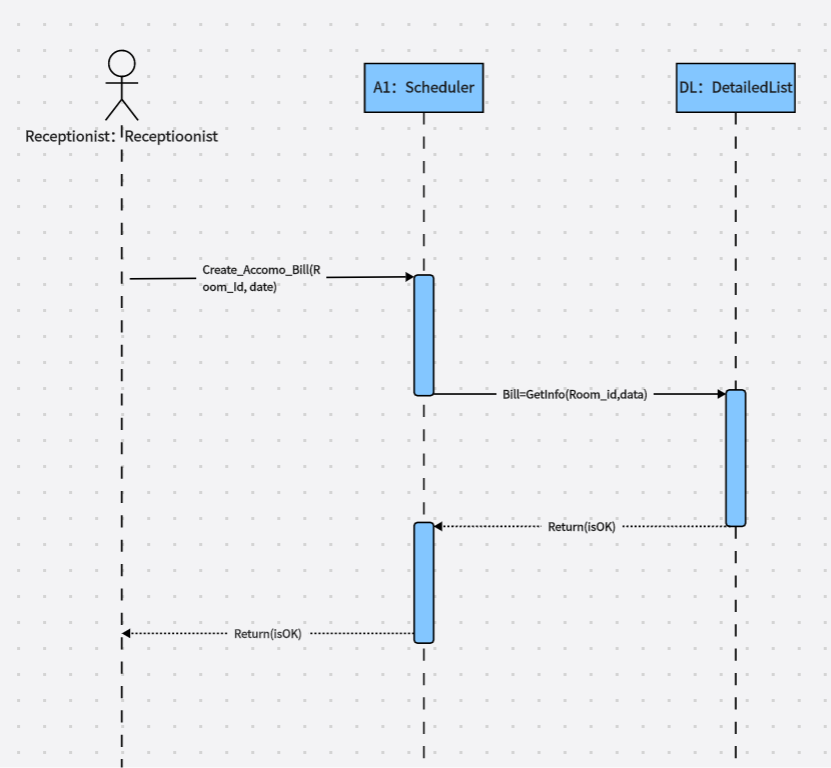 A1：Scheduler
DL：DetailedList
Receptionist：Receptioonist
Create_Accomo_Bill(R
oom_Id, date)
Bill=GetInfo(Room_id,data)
Return(isOK)
Return(isOK)